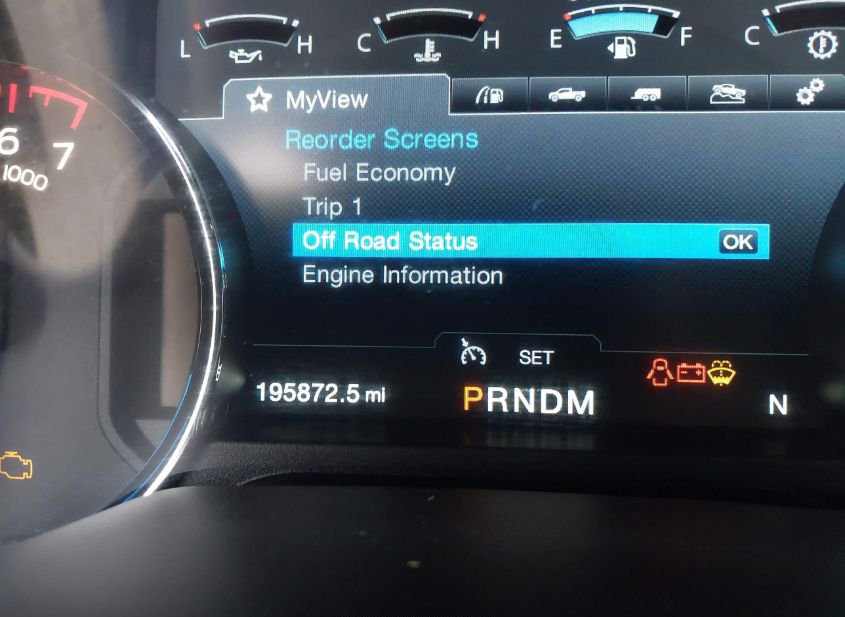 L H C H E F C
MyView
Reorder Screens
6
7
x1000
Fuel Economy
Trip 1
Off Road Status OK
Engine Information
SET
195872.5 mi PRNDM N